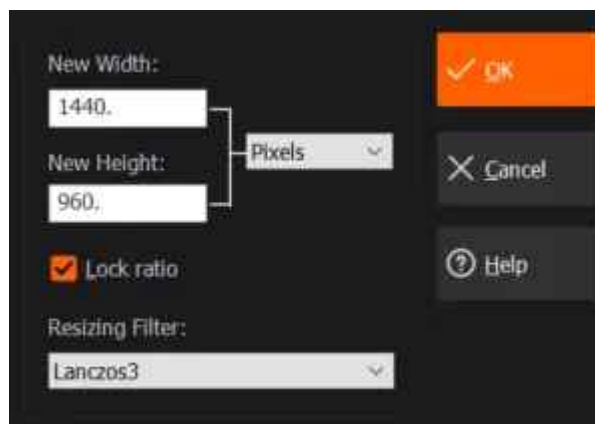 New Width:
1440.
Pixels
New Height:
960.
Lock ratio
Resizing Filter:
Lanczos3
OK
Cancel
Help